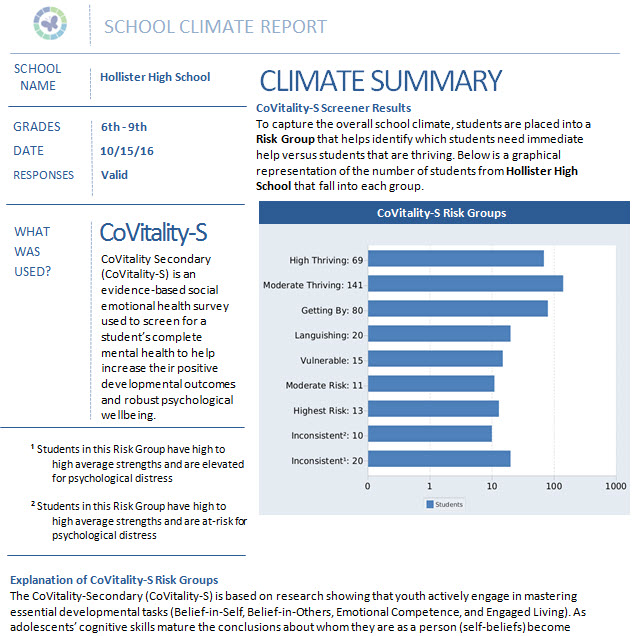 SCHOOL CLIMATE REPORT
SCHOOL
NAME
Hollister High School
GRADES
6th - 9th
DATE
10/15/16
RESPONSES
Valid
WHAT
WAS
USED?
CoVitality-S
CoVitality Secondary
(CoVitality-S) is an
evidence-based social
emotional health survey
used to screen for a
student's complete
mental health to help
increase their positive
developmental outcomes
and robust psychological
wellbeing.
¹ Students in this Risk Group have high to
high average strengths and are elevated
for psychological distress
² Students in this Risk Group have high to
high average strengths and are at-risk for
psychological distress
CLIMATE SUMMARY
CoVitality-S Screener Results
To capture the overall school climate, students are placed into a
Risk Group that helps identify which students need immediate
help versus students that are thriving. Below is a graphical
representation of the number of students from Hollister High
School that fall into each group.
CoVitality-S Risk Groups
High Thriving: 69
Moderate Thriving: 141
Getting By: 80
Languishing: 20
Vulnerable: 15
Moderate Risk: 11
Highest Risk: 13
Inconsistent²: 10
Inconsistent¹: 20
0 1 10 100 1000
Students
Explanation of CoVitality-S Risk Groups
The CoVitality-Secondary (CoVitality-S) is based on research showing that youth actively engage in mastering
essential developmental tasks (Belief-in-Self, Belief-in-Others, Emotional Competence, and Engaged Living). As
adolescents' cognitive skills mature the conclusions about whom they are as a person (self-beliefs) become